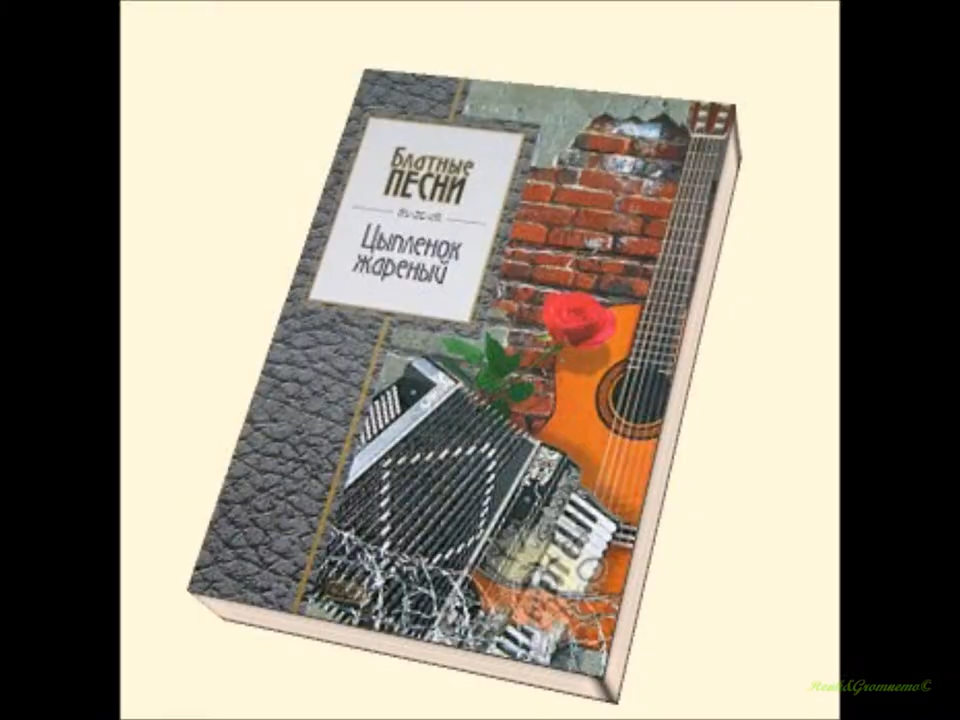 Блатные
ПЕСНИ
Цыпленок
жареный